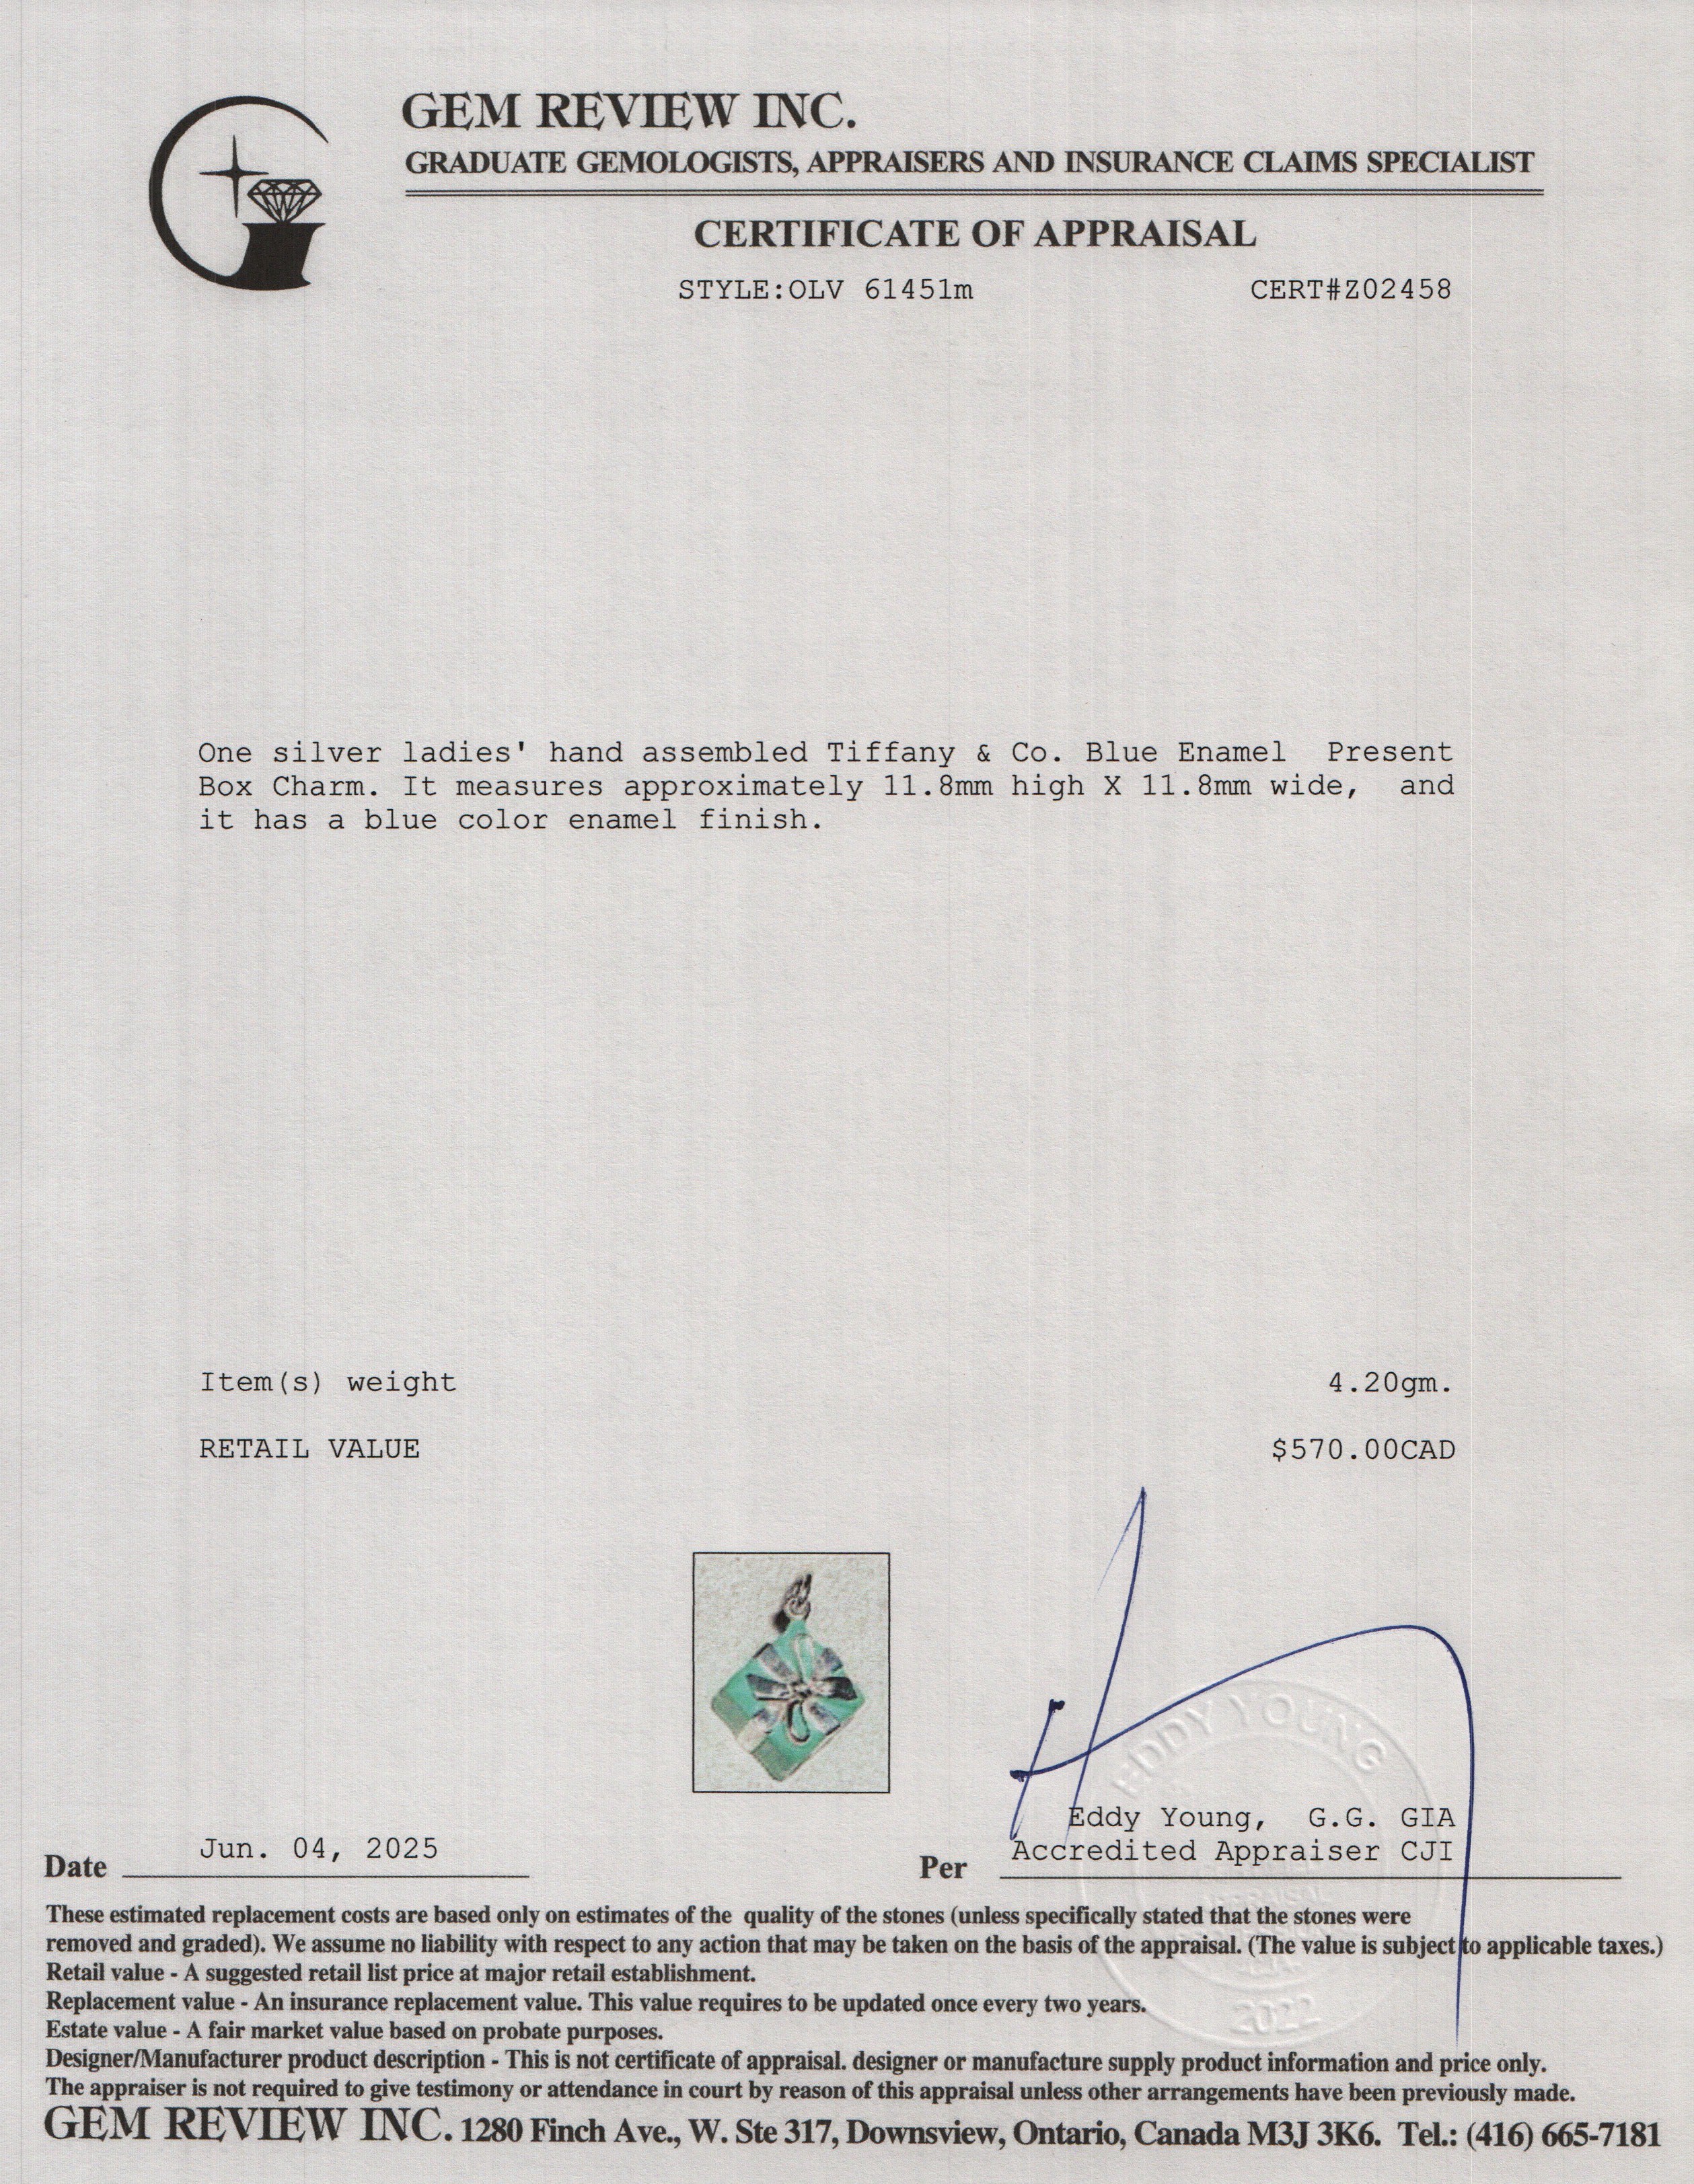 GEM REVIEW INC.
GRADUATE GEMOLOGISTS, APPRAISERS AND INSURANCE CLAIMS SPECIALIST
CERTIFICATE OF APPRAISAL
STYLE:OLV 61451m CERT#Z02458
One silver ladies' hand assembled Tiffany & Co. Blue Enamel Present
Box Charm. It measures approximately 11.8mm high X 11.8mm wide, and
it has a blue color enamel finish.
Item(s) weight 4.20gm.
RETAIL VALUE $570.00CAD
EDDY YOUNG
Eddy Young, G.G. GIA
Date Jun. 04, 2025 Per Accredited Appraiser CJI
APPRAISAL
These estimated replacement costs are based only on estimates of the quality of the stones (unless specifically stated that the stones were
removed and graded). We assume no liability with respect to any action that may be taken on the basis of the appraisal. (The value is subject to applicable taxes.)
Retail value - A suggested retail list price at major retail establishment.
Replacement value - An insurance replacement value. This value requires to be updated once every two years.
2022
Estate value - A fair market value based on probate purposes.
Designer/Manufacturer product description - This is not certificate of appraisal. designer or manufacture supply product information and price only.
The appraiser is not required to give testimony or attendance in court by reason of this appraisal unless other arrangements have been previously made.
GEM REVIEW INC. 1280 Finch Ave., W. Ste 317, Downsview, Ontario, Canada M3J 3K6. Tel.: (416) 665-7181